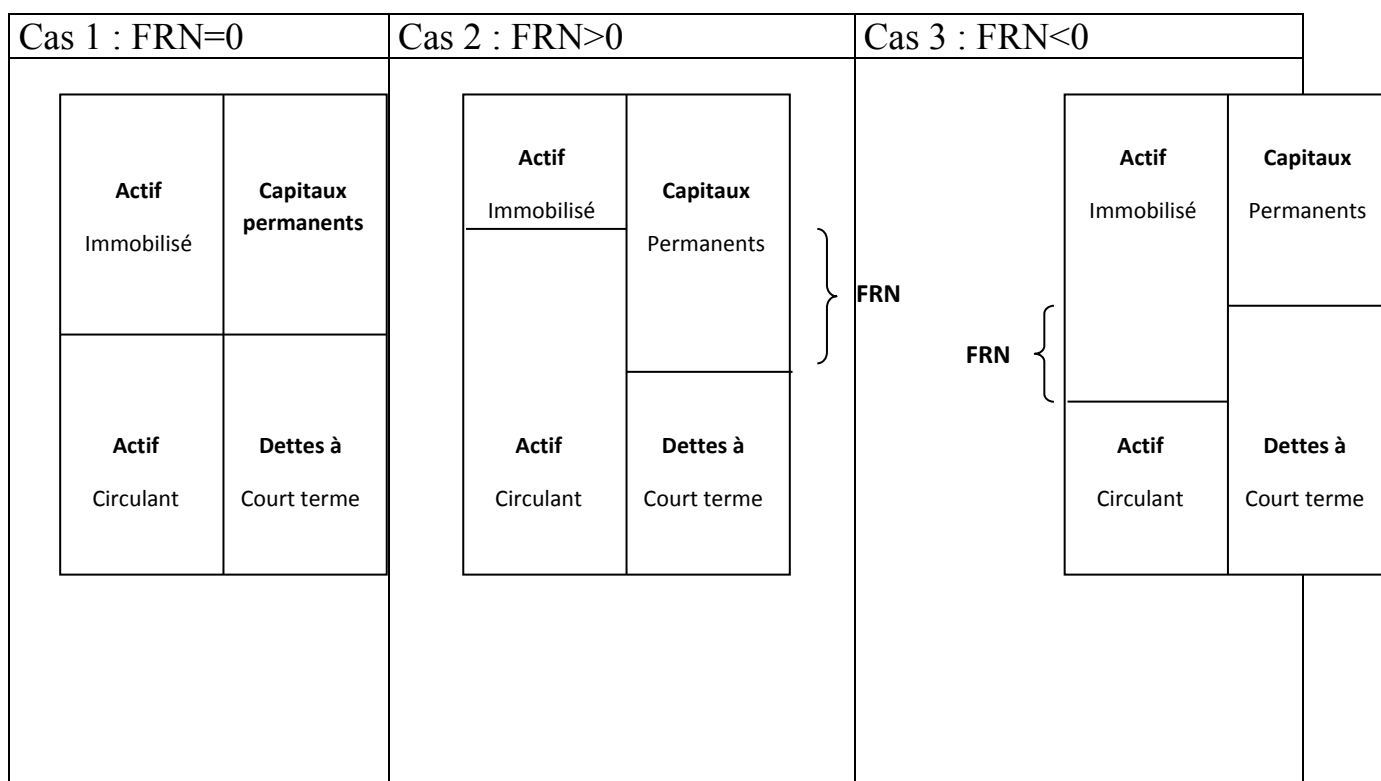 Cas 1 : FRN=0
Cas 2 : FRN>0
Cas 3 : FRN<0
Actif
Immobilisé
Capitaux
permanents
Actif
Circulant
Dettes à
Court terme
Actif
Immobilisé
Capitaux
Permanents
FRN
Actif
Circulant
Dettes à
Court terme
Actif
Immobilisé
Capitaux
Permanents
FRN
Actif
Circulant
Dettes à
Court terme